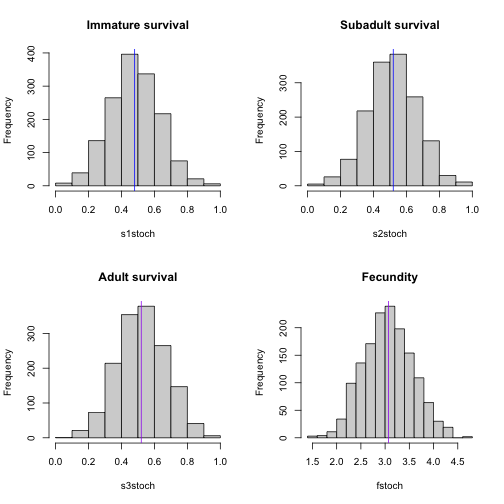 Immature survival
Frequency
0 100 200 300 400
0.0 0.2 0.4 0.6 0.8 1.0
s1stoch
Subadult survival
Frequency
0 100 200 300
0.0 0.2 0.4 0.6 0.8 1.0
s2stoch
Adult survival
Frequency
0 100 200 300
0.0 0.2 0.4 0.6 0.8 1.0
s3stoch
Fecundity
Frequency
0 50 100 150 200
1.5 2.0 2.5 3.0 3.5 4.0 4.5
fstoch